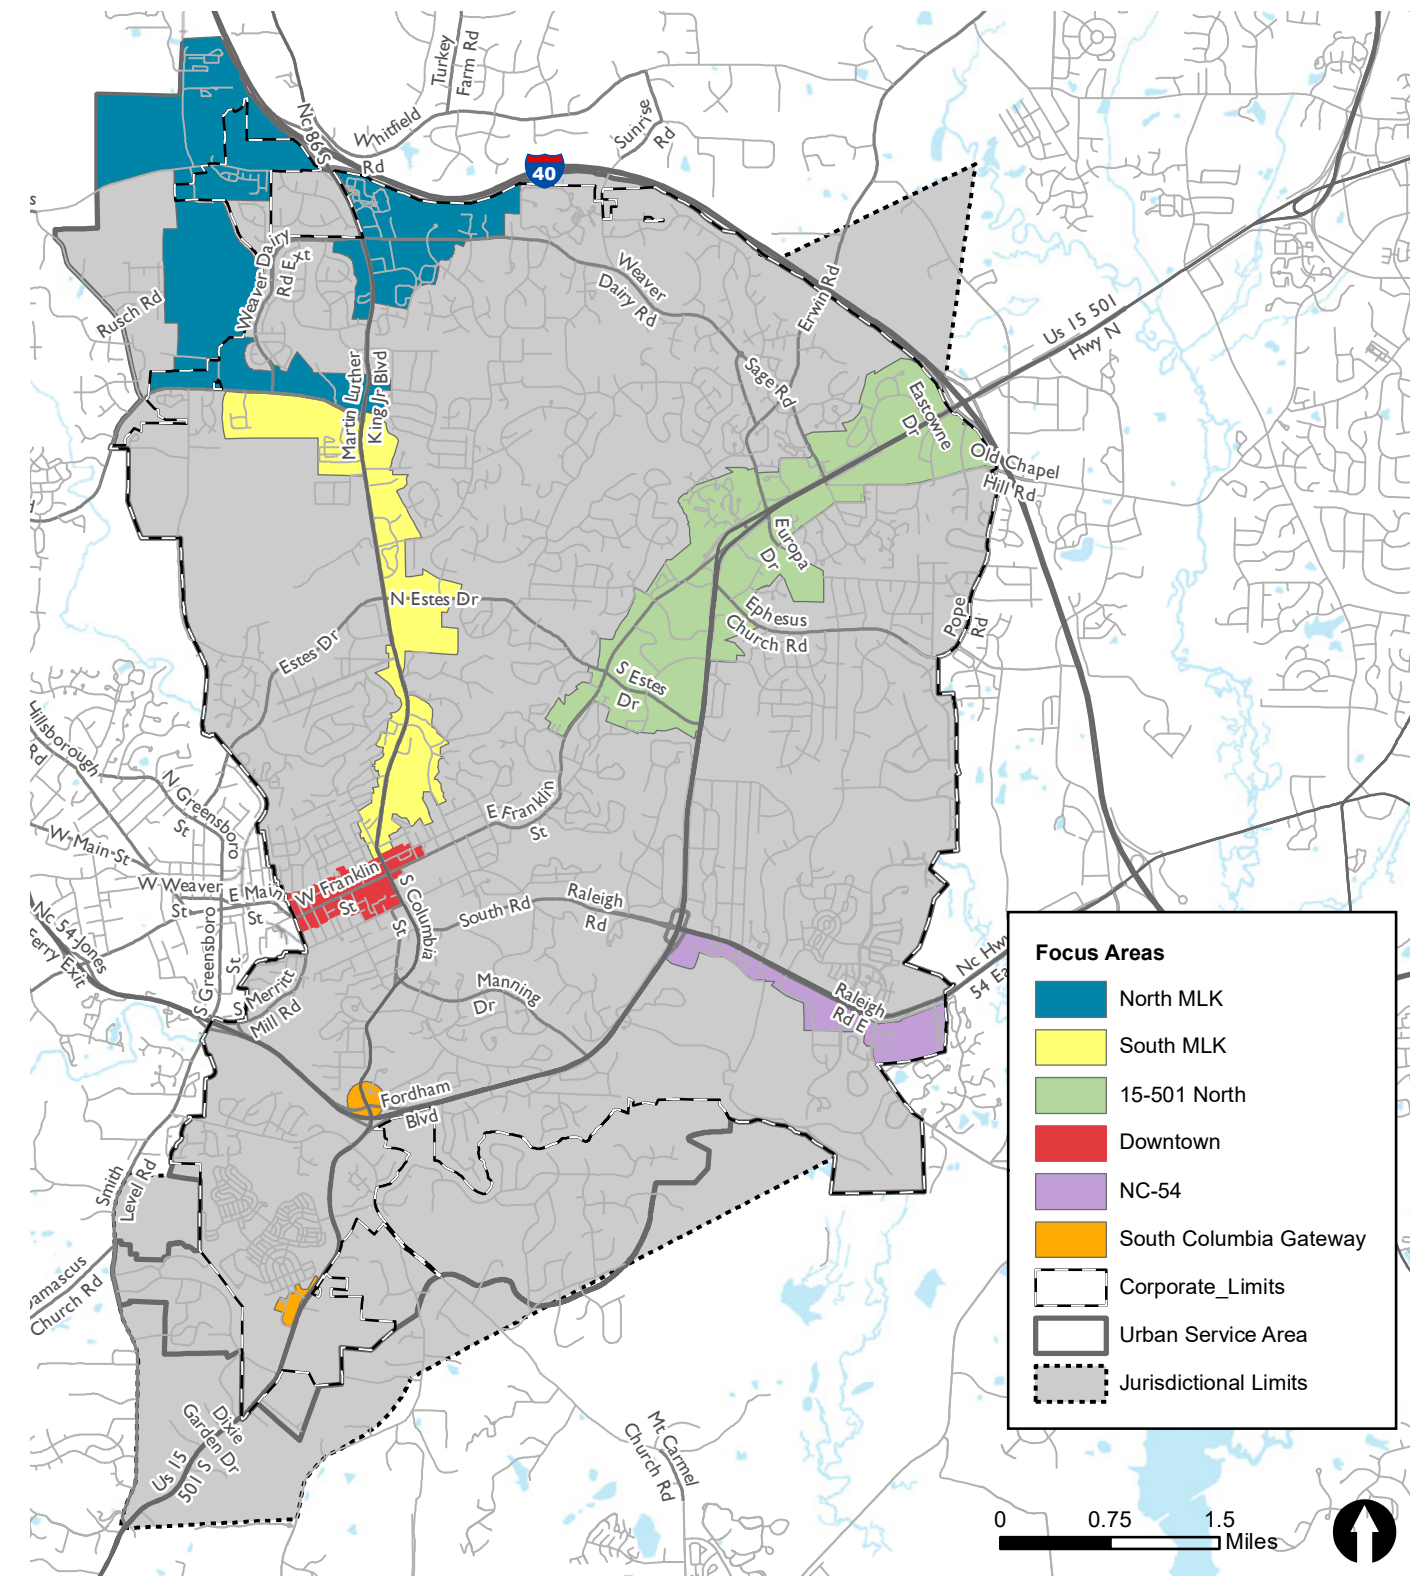 Turkey
Farm Rd
Nc 86 S
Whitfield
Rd
Sunrise
Rd
40
Weaver Dairy
Rd Ext
Rusch Rd
Weaver
Dairy Rd
Erwin Rd
Us 15 501
Hwy N
Sage Rd
Martin Luther
King Jr Blvd
Eastowne
Dr
Old Chapel
Hill Rd
Europa
Dr
N Estes Dr
Ephesus
Church Rd
Pope
Rd
Estes Dr
S Estes
Dr
Hillsborough
Rd
N Greensboro
St
E Franklin
St
W Main St
W Weaver
St
E Main
St
W Franklin
St
S Columbia
St
South Rd
Raleigh
Rd
Nc 54 Jones
Ferry Exit
S Greensboro
St
S Merritt
Mill Rd
Manning
Dr
Raleigh
Rd E
Nc Hwy
54 Ea
Fordham
Blvd
Smith
Level Rd
Damascus
Church Rd
Dixie
Garden Dr
Us 15
501 S
Mt Carmel
Church Rd
Focus Areas
North MLK
South MLK
15-501 North
Downtown
NC-54
South Columbia Gateway
Corporate_Limits
Urban Service Area
Jurisdictional Limits
0 0.75 1.5
Miles